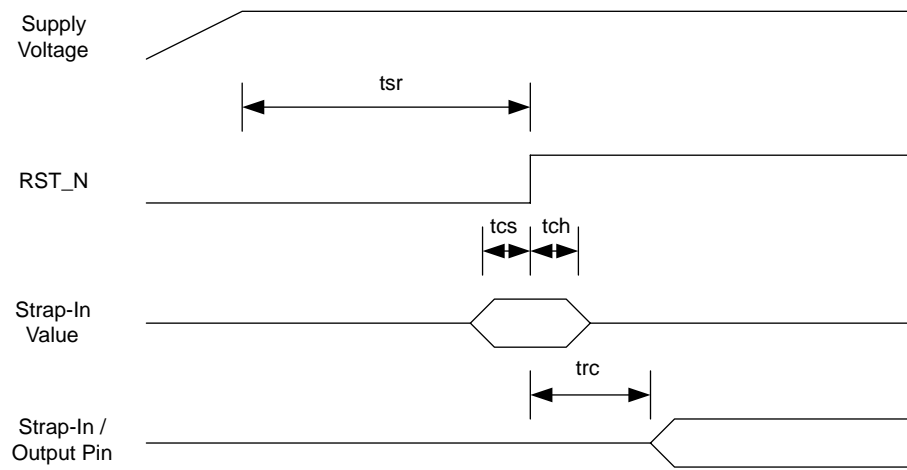 Supply
Voltage
tsr
RST_N
tcs
tch
Strap-In
Value
trc
Strap-In /
Output Pin